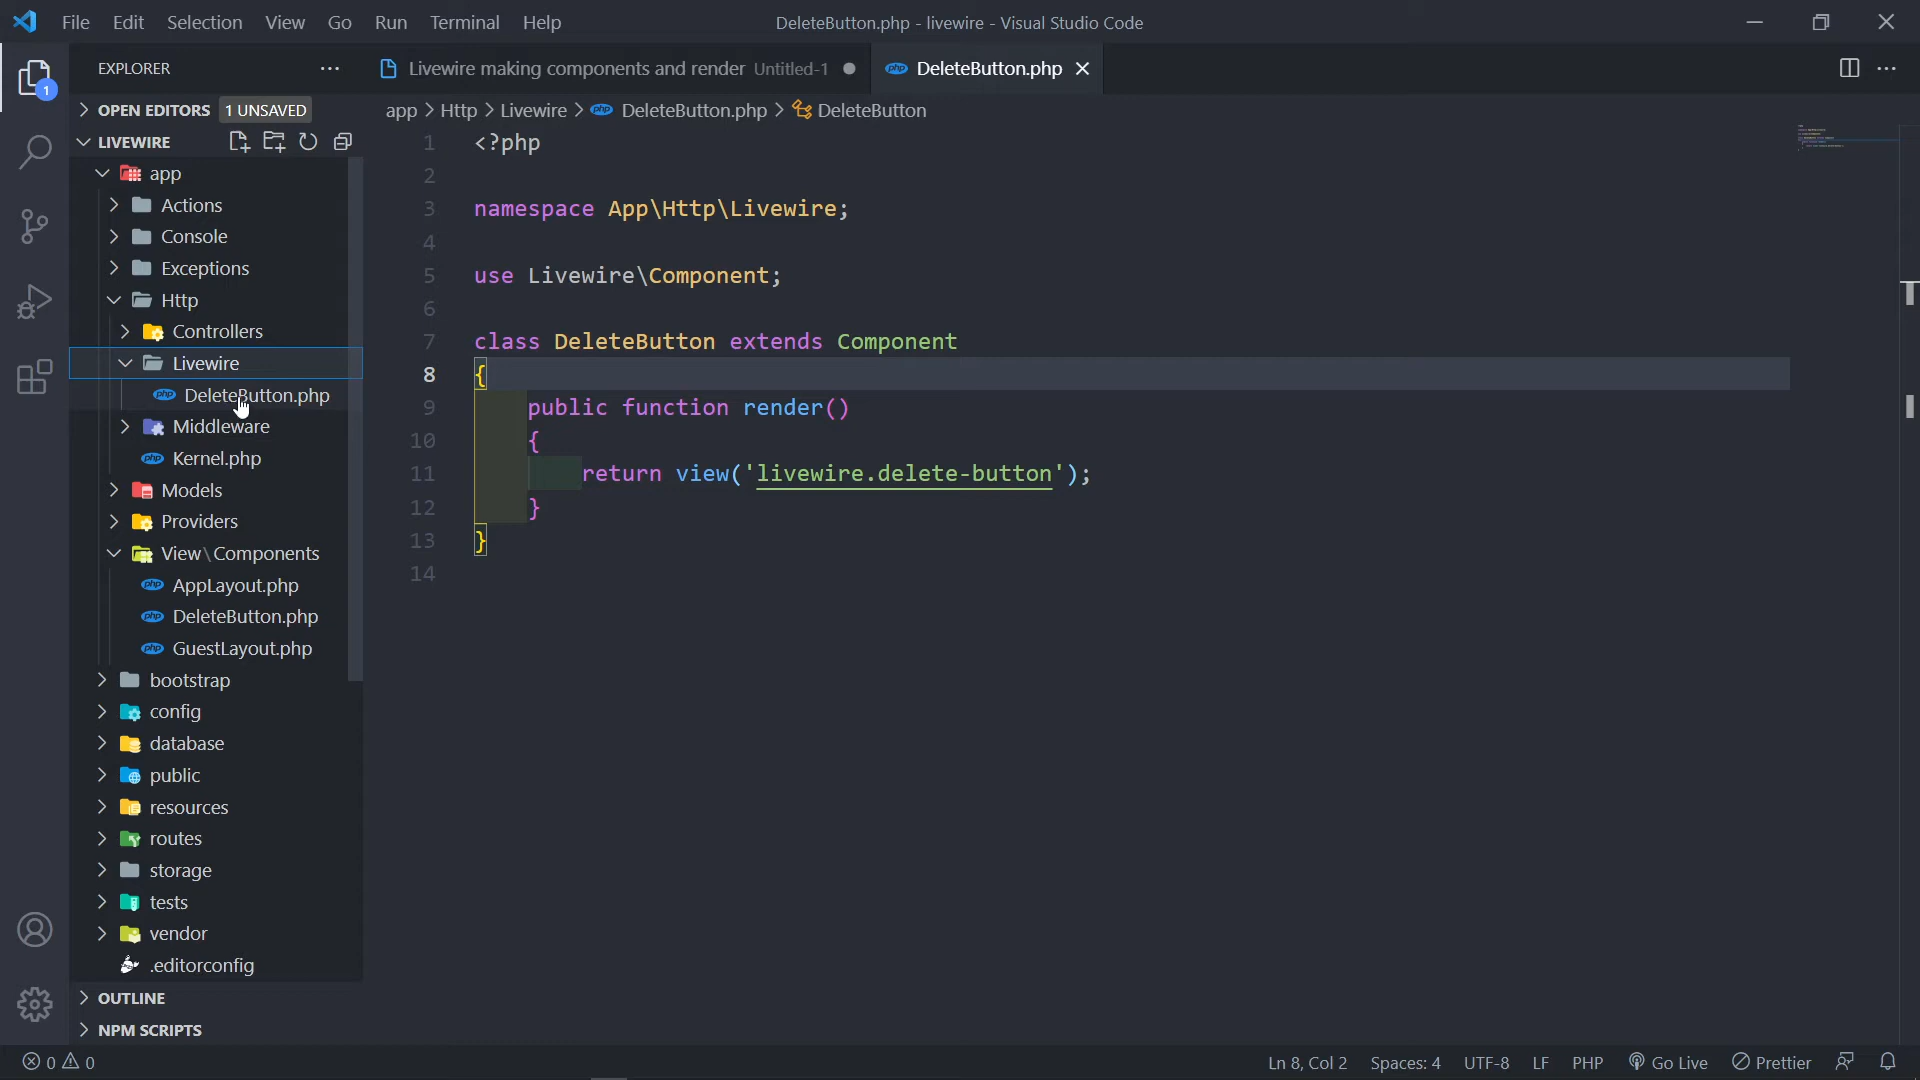 File Edit Selection View Go Run Terminal Help
DeleteButton.php - livewire - Visual Studio Code
1
EXPLORER
OPEN EDITORS 1 UNSAVED
LIVEWIRE
app
Actions
Console
Exceptions
Http
Controllers
Livewire
DeleteButton.php
Middleware
Kernel.php
Models
Providers
View\Components
AppLayout.php
DeleteButton.php
GuestLayout.php
bootstrap
config
database
public
resources
routes
storage
tests
vendor
.editorconfig
OUTLINE
NPM SCRIPTS
Livewire making components and render Untitled-1
php DeleteButton.php
app > Http > Livewire > php DeleteButton.php > DeleteButton
1 <?php
2
3 namespace App\Http\Livewire;
4
5 use Livewire\Component;
6
7 class DeleteButton extends Component
8 {
9 public function render()
10 {
11 return view('livewire.delete-button');
12 }
13 }
14
0 0
Ln 8, Col 2 Spaces: 4 UTF-8 LF PHP Go Live Prettier